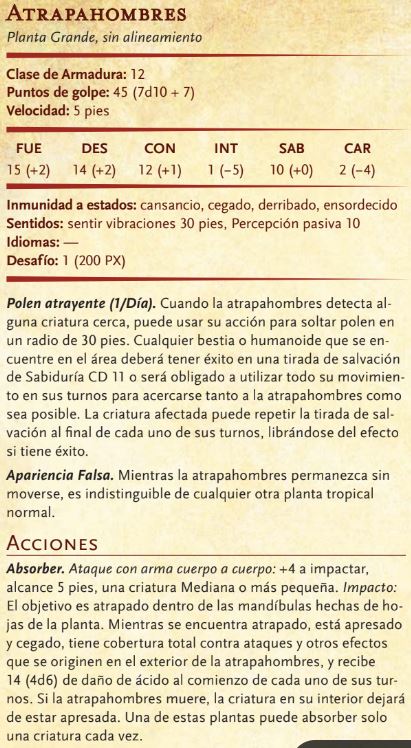 ATRAPAHOMBRES
Planta Grande, sin alineamiento
Clase de Armadura: 12
Puntos de golpe: 45 (7d10 + 7)
Velocidad: 5 pies
FUE DES CON INT SAB CAR
15 (+2) 14 (+2) 12 (+1) 1 (−5) 10 (+0) 2 (−4)
Inmunidad a estados: cansancio, cegado, derribado, ensordecido
Sentidos: sentir vibraciones 30 pies, Percepción pasiva 10
Idiomas: —
Desafío: 1 (200 PX)
Polen atrayente (1/Día). Cuando la atrapahombres detecta al-
guna criatura cerca, puede usar su acción para soltar polen en
un radio de 30 pies. Cualquier bestia o humanoide que se en-
cuentre en el área deberá tener éxito en una tirada de salvación
de Sabiduría CD 11 o será obligado a utilizar todo su movimien-
to en sus turnos para acercarse tanto a la atrapahombres como
sea posible. La criatura afectada puede repetir la tirada de sal-
vación al final de cada uno de sus turnos, librándose del efecto
si tiene éxito.
Apariencia Falsa. Mientras la atrapahombres permanezca sin
moverse, es indistinguible de cualquier otra planta tropical
normal.
ACCIONES
Absorber. Ataque con arma cuerpo a cuerpo: +4 a impactar,
alcance 5 pies, una criatura Mediana o más pequeña. Impacto:
El objetivo es atrapado dentro de las mandíbulas hechas de ho-
jas de la planta. Mientras se encuentra atrapado, está apresado
y cegado, tiene cobertura total contra ataques y otros efectos
que se originen en el exterior de la atrapahombres, y recibe
14 (4d6) de daño de ácido al comienzo de cada uno de sus tur-
nos. Si la atrapahombres muere, la criatura en su interior dejará
de estar apresada. Una de estas plantas puede absorber solo
una criatura cada vez.